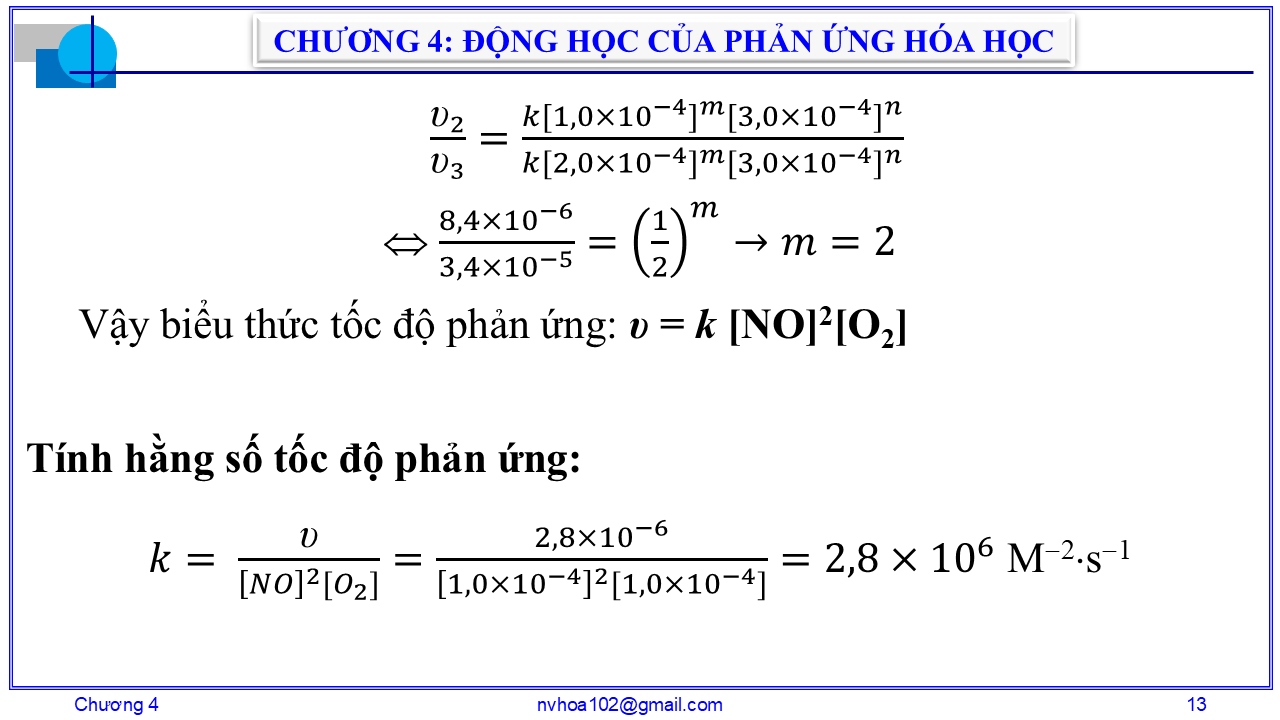 CHƯƠNG 4: ĐỘNG HỌC CỦA PHẢN ỨNG HÓA HỌC
υ₂/υ₃ = k[1,0×10⁻⁴]ᵐ[3,0×10⁻⁴]ⁿ / k[2,0×10⁻⁴]ᵐ[3,0×10⁻⁴]ⁿ
⇔ 8,4×10⁻⁶ / 3,4×10⁻⁵ = (1/2)ᵐ → m = 2
Vậy biểu thức tốc độ phản ứng: υ = k [NO]²[O₂]
Tính hằng số tốc độ phản ứng:
k = υ / [NO]²[O₂] = 2,8×10⁻⁶ / [1,0×10⁻⁴]²[1,0×10⁻⁴] = 2,8 × 10⁶ M⁻²·s⁻¹
Chương 4 nvhoa102@gmail.com 13